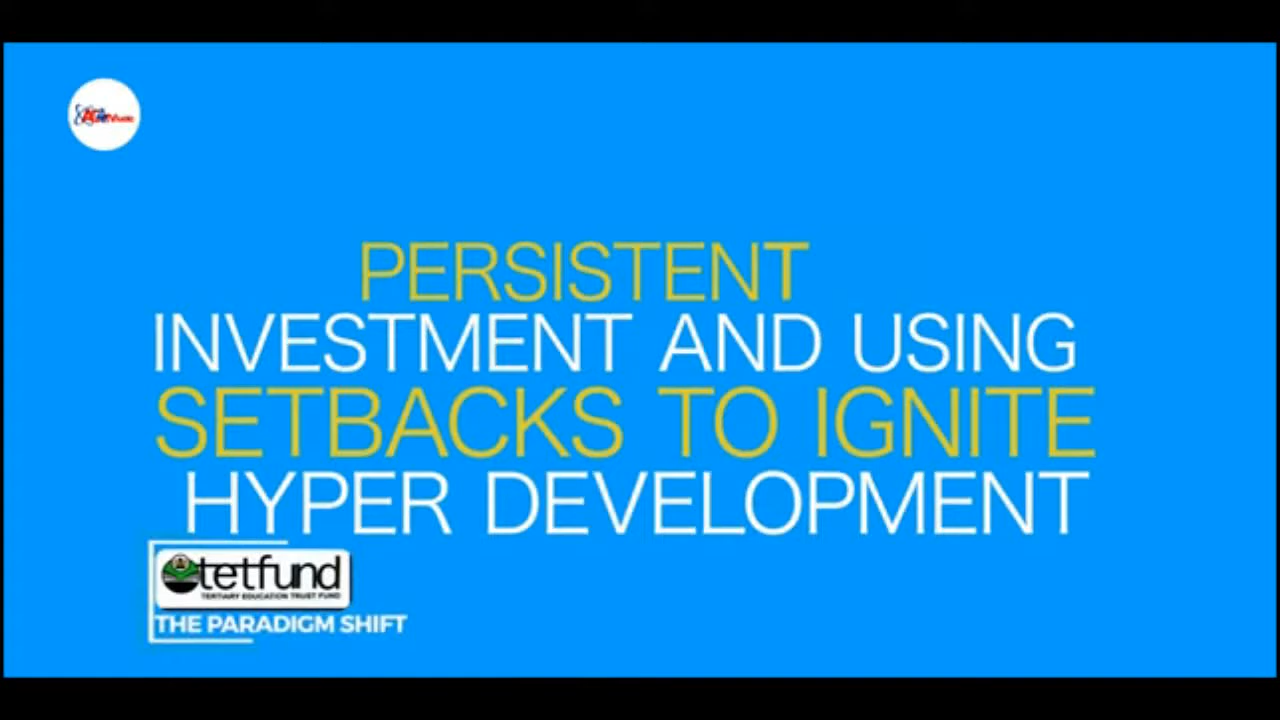 PERSISTENT
INVESTMENT AND USING
SETBACKS TO IGNITE
HYPER DEVELOPMENT
tetfund
TERTIARY EDUCATION TRUST FUND
THE PARADIGM SHIFT